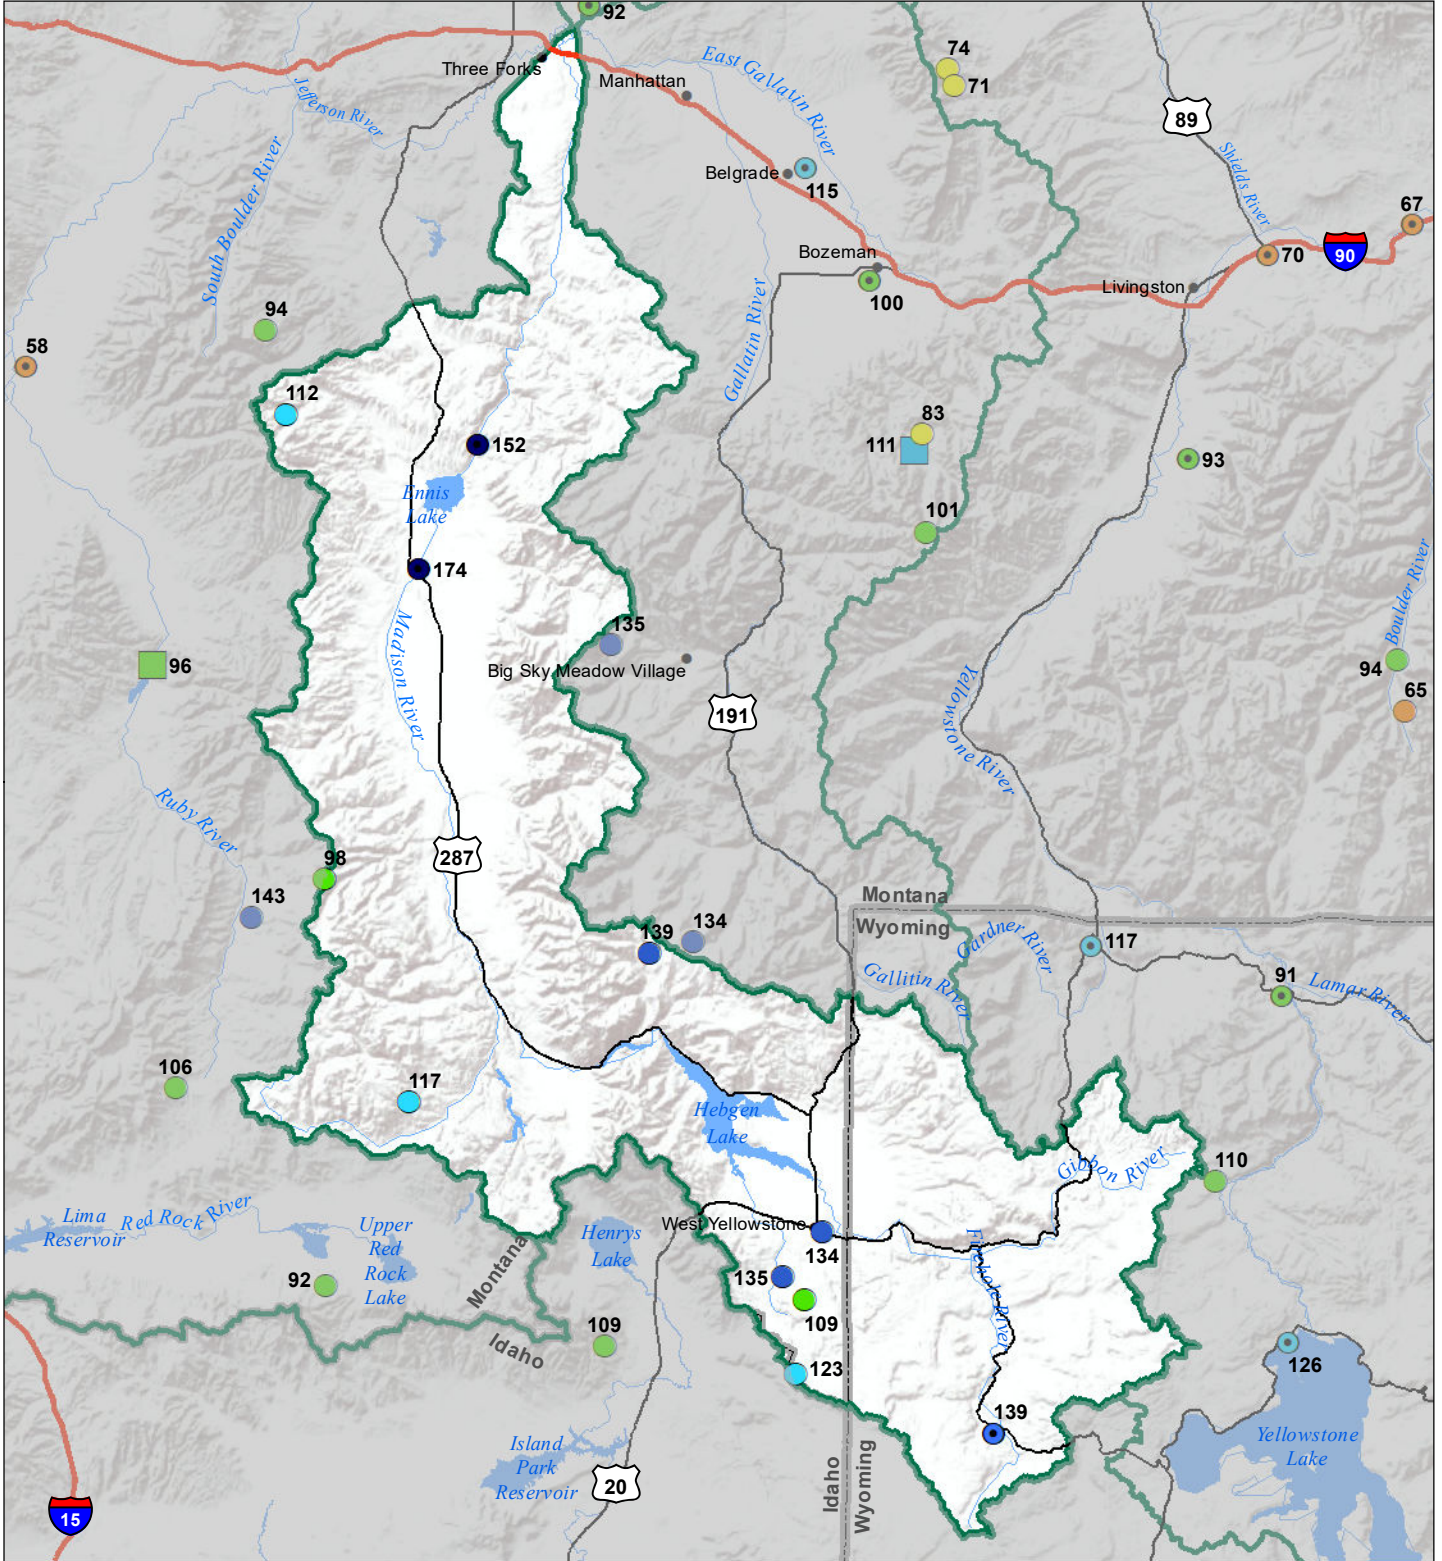 92
Three Forks
Manhattan
East Gallatin River
74
71
89
Jefferson River
South Boulder River
Belgrade
115
Shields River
67
Bozeman
100
70
90
Livingston
94
58
Gallatin River
112
152
83
111
93
Ennis
Lake
101
174
Madison River
135
Boulder River
96
Big Sky Meadow Village
94
65
191
Yellowstone River
Ruby River
287
98
143
139
134
Montana
Wyoming
Gardner River
117
Gallitin River
91
Lamar River
106
117
Hebgen
Lake
Gibbon River
110
Lima
Reservoir
Red Rock River
Upper
Red
Rock
Lake
Henrys
Lake
West Yellowstone
134
Firehole River
Montana
92
135
109
Idaho
109
123
126
139
Yellowstone
Lake
Island
Park
Reservoir
20
Idaho
Wyoming
15